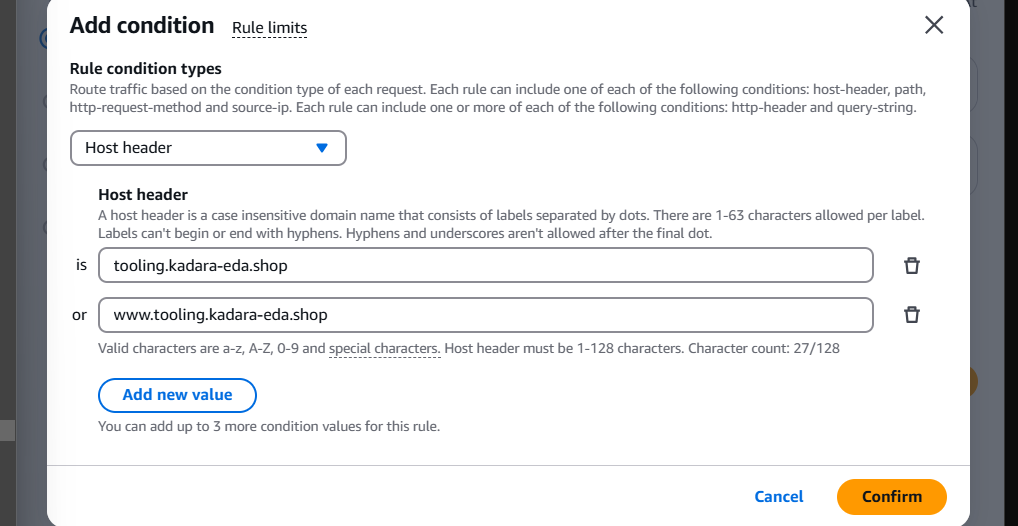 Add condition Rule limits
Rule condition types
Route traffic based on the condition type of each request. Each rule can include one of each of the following conditions: host-header, path,
http-request-method and source-ip. Each rule can include one or more of each of the following conditions: http-header and query-string.
Host header
Host header
A host header is a case insensitive domain name that consists of labels separated by dots. There are 1-63 characters allowed per label.
Labels can't begin or end with hyphens. Hyphens and underscores aren't allowed after the final dot.
is tooling.kadara-eda.shop
or www.tooling.kadara-eda.shop
Valid characters are a-z, A-Z, 0-9 and special characters. Host header must be 1-128 characters. Character count: 27/128
Add new value
You can add up to 3 more condition values for this rule.
Cancel Confirm